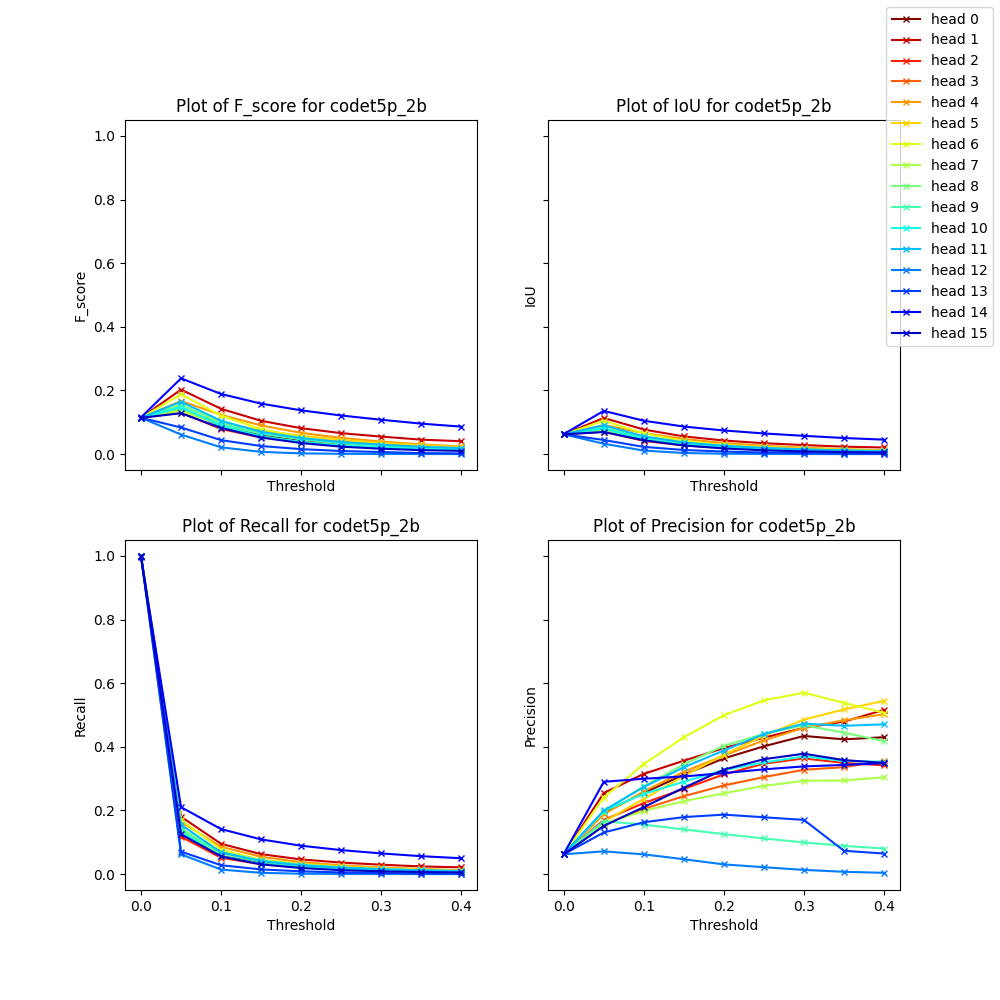 head 0
head 1
head 2
head 3
head 4
head 5
head 6
head 7
head 8
head 9
head 10
head 11
head 12
head 13
head 14
head 15
Plot of F_score for codet5p_2b
1.0
0.8
0.6
0.4
0.2
0.0
F_score
Threshold
Plot of IoU for codet5p_2b
IoU
Threshold
Plot of Recall for codet5p_2b
1.0
0.8
0.6
0.4
0.2
0.0
Recall
0.0 0.1 0.2 0.3 0.4
Threshold
Plot of Precision for codet5p_2b
Precision
0.0 0.1 0.2 0.3 0.4
Threshold